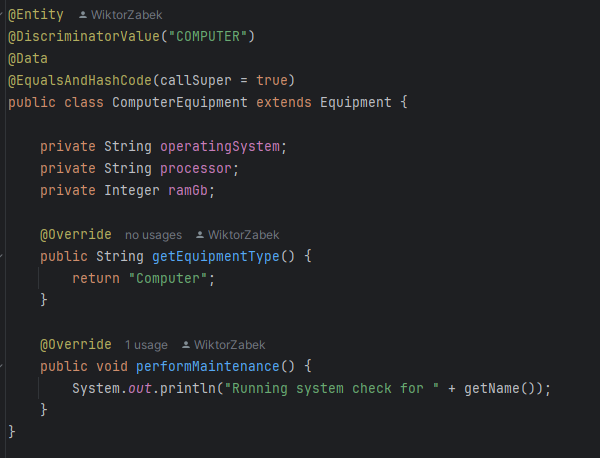 @Entity WiktorZabek
@DiscriminatorValue("COMPUTER")
@Data
@EqualsAndHashCode(callSuper = true)
public class ComputerEquipment extends Equipment {
private String operatingSystem;
private String processor;
private Integer ramGb;
@Override no usages WiktorZabek
public String getEquipmentType() {
return "Computer";
}
@Override 1 usage WiktorZabek
public void performMaintenance() {
System.out.println("Running system check for " + getName());
}
}